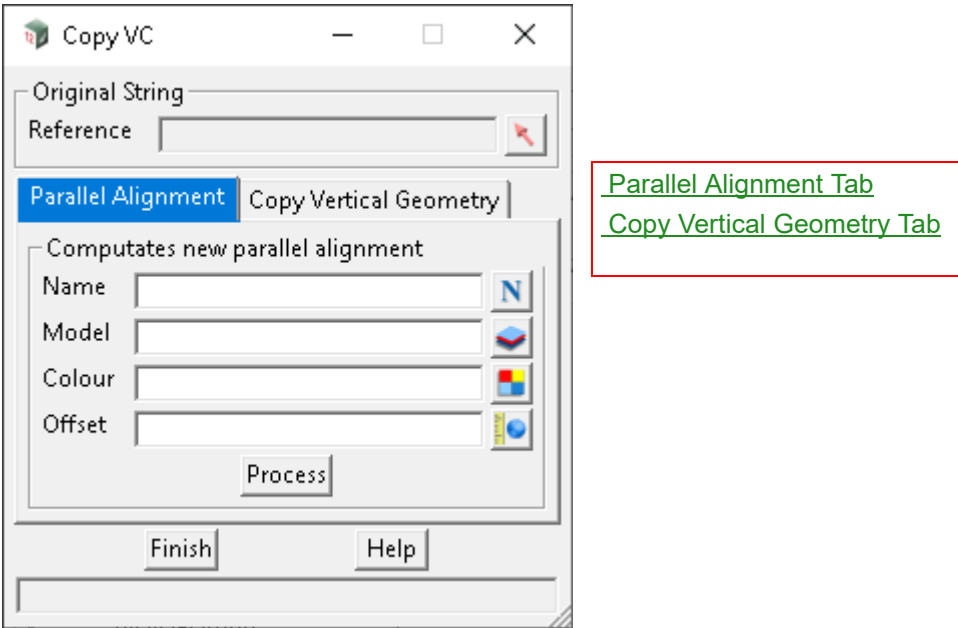 Copy VC
Original String
Reference
Parallel Alignment Copy Vertical Geometry
Computates new parallel alignment
Name
N
Model
Colour
Offset
Process
Finish Help
Parallel Alignment Tab
Copy Vertical Geometry Tab